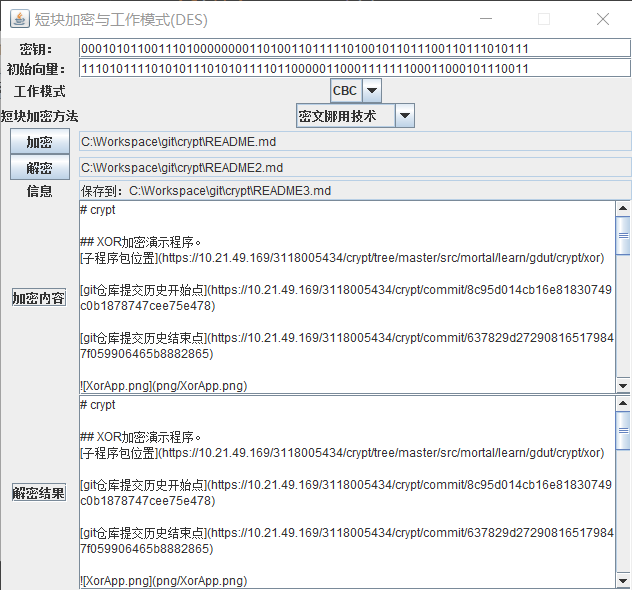 短块加密与工作模式(DES)
密钥: 0001010110011101000000001101001101111101001011011100110111010111
初始向量: 1110101111010101110101011110110000011000111111100011000101110011
工作模式 CBC
短块加密方法 密文挪用技术
加密 C:\Workspace\git\crypt\README.md
解密 C:\Workspace\git\crypt\README2.md
信息 保存到: C:\Workspace\git\crypt\README3.md
加密内容
# crypt
## XOR加密演示程序。
[子程序包位置](https://10.21.49.169/3118005434/crypt/tree/master/src/mortal/learn/gdut/crypt/xor)
[git仓库提交历史开始点](https://10.21.49.169/3118005434/crypt/commit/8c95d014cb16e81830749
c0b1878747cee75e478)
[git仓库提交历史结束点](https://10.21.49.169/3118005434/crypt/commit/637829d27290816517984
7f059906465b8882865)
![XorApp.png](png/XorApp.png)
解密结果
# crypt
## XOR加密演示程序。
[子程序包位置](https://10.21.49.169/3118005434/crypt/tree/master/src/mortal/learn/gdut/crypt/xor)
[git仓库提交历史开始点](https://10.21.49.169/3118005434/crypt/commit/8c95d014cb16e81830749
c0b1878747cee75e478)
[git仓库提交历史结束点](https://10.21.49.169/3118005434/crypt/commit/637829d27290816517984
7f059906465b8882865)
![XorApp.png](png/XorApp.png)